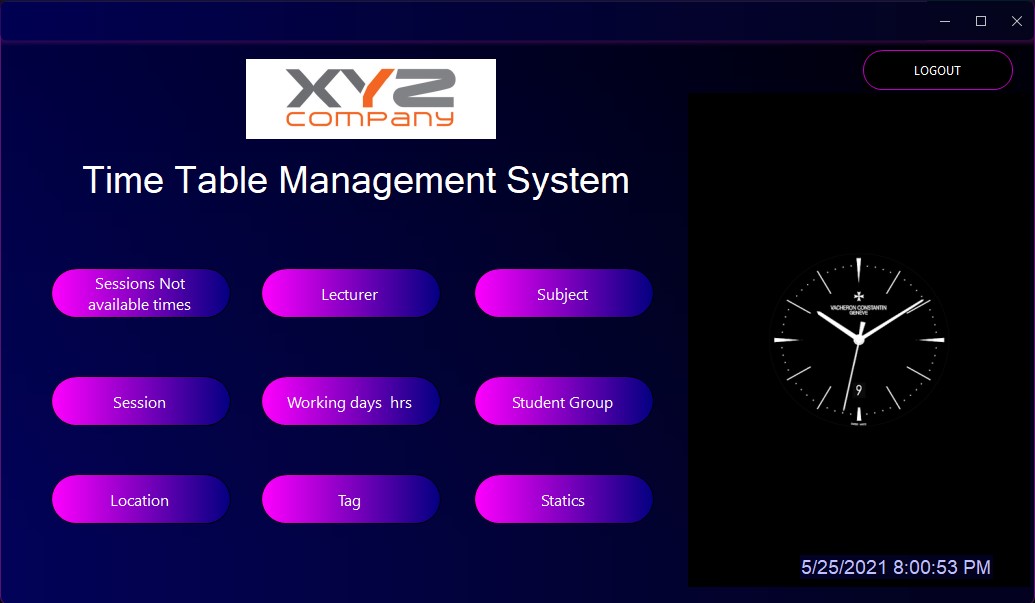 LOGOUT
XYZ
company
Time Table Management System
Sessions Not
available times
Lecturer
Subject
Session
Working days  hrs
Student Group
Location
Tag
Statics
VACHERON CONSTANTIN
GENEVE
9
5/25/2021 8:00:53 PM